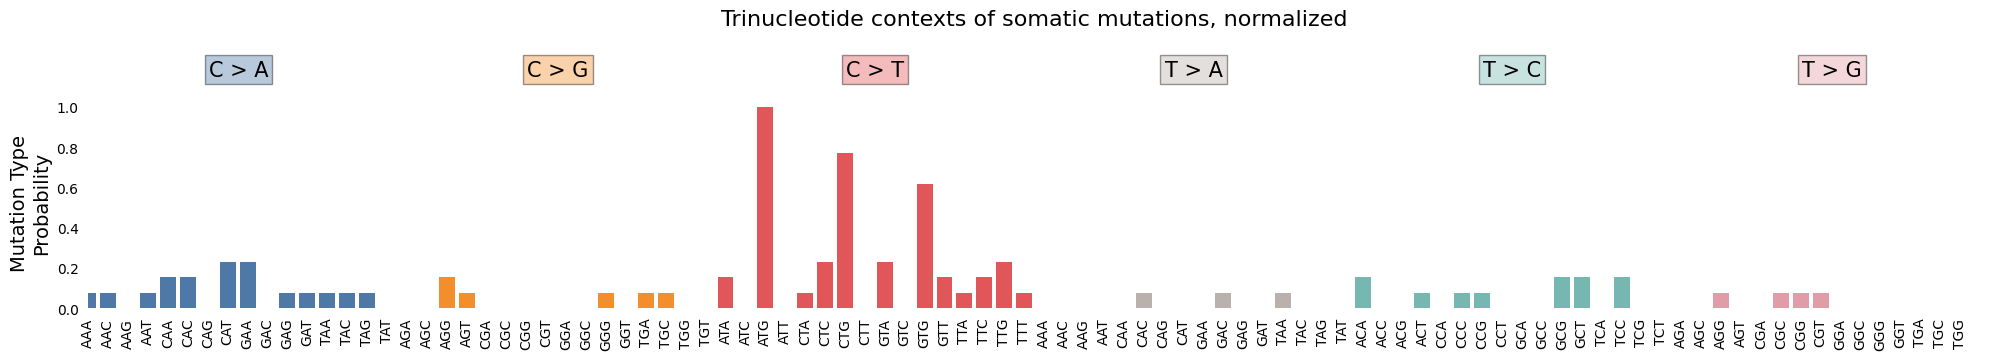 Trinucleotide contexts of somatic mutations, normalized
C > A C > G C > T T > A T > C T > G
Mutation Type
Probability
1.0
0.8
0.6
0.4
0.2
0.0
AAA AAC AAG AAT CAA CAC CAG CAT GAA GAC GAG GAT TAA TAC TAG TAT AGA AGC AGG AGT CGA CGC CGG CGT GGA GGC GGG GGT TGA TGC TGG TGT ATA ATC ATG ATT CTA CTC CTG CTT GTA GTC GTG GTT TTA TTC TTG TTT AAA AAC AAG AAT CAA CAC CAG CAT GAA GAC GAG GAT TAA TAC TAG TAT ACA ACC ACG ACT CCA CCC CCG CCT GCA GCC GCG GCT TCA TCC TCG TCT AGA AGC AGG AGT CGA CGC CGG CGT GGA GGC GGG GGT TGA TGC TGG